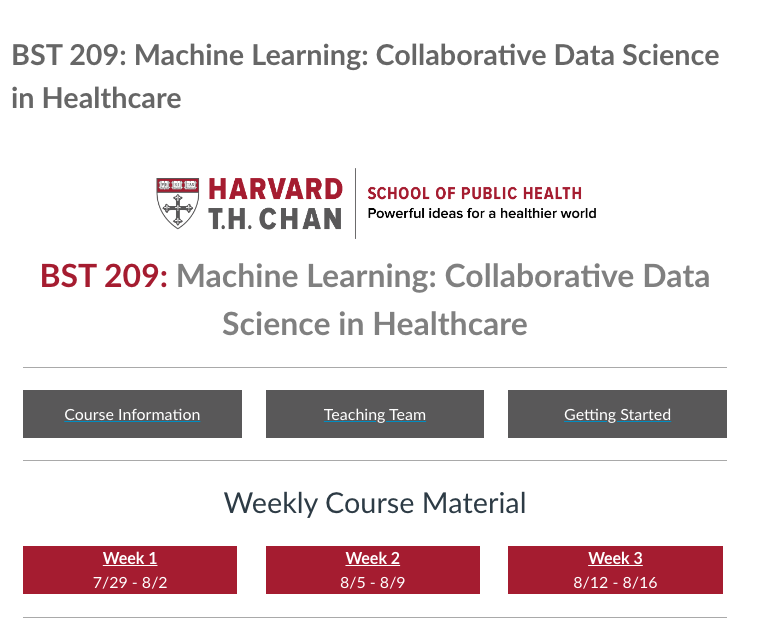 BST 209: Machine Learning: Collaborative Data Science
in Healthcare
HARVARD
T.H. CHAN
SCHOOL OF PUBLIC HEALTH
Powerful ideas for a healthier world
BST 209: Machine Learning: Collaborative Data
Science in Healthcare
Course Information
Teaching Team
Getting Started
Weekly Course Material
Week 1
7/29 - 8/2
Week 2
8/5 - 8/9
Week 3
8/12 - 8/16